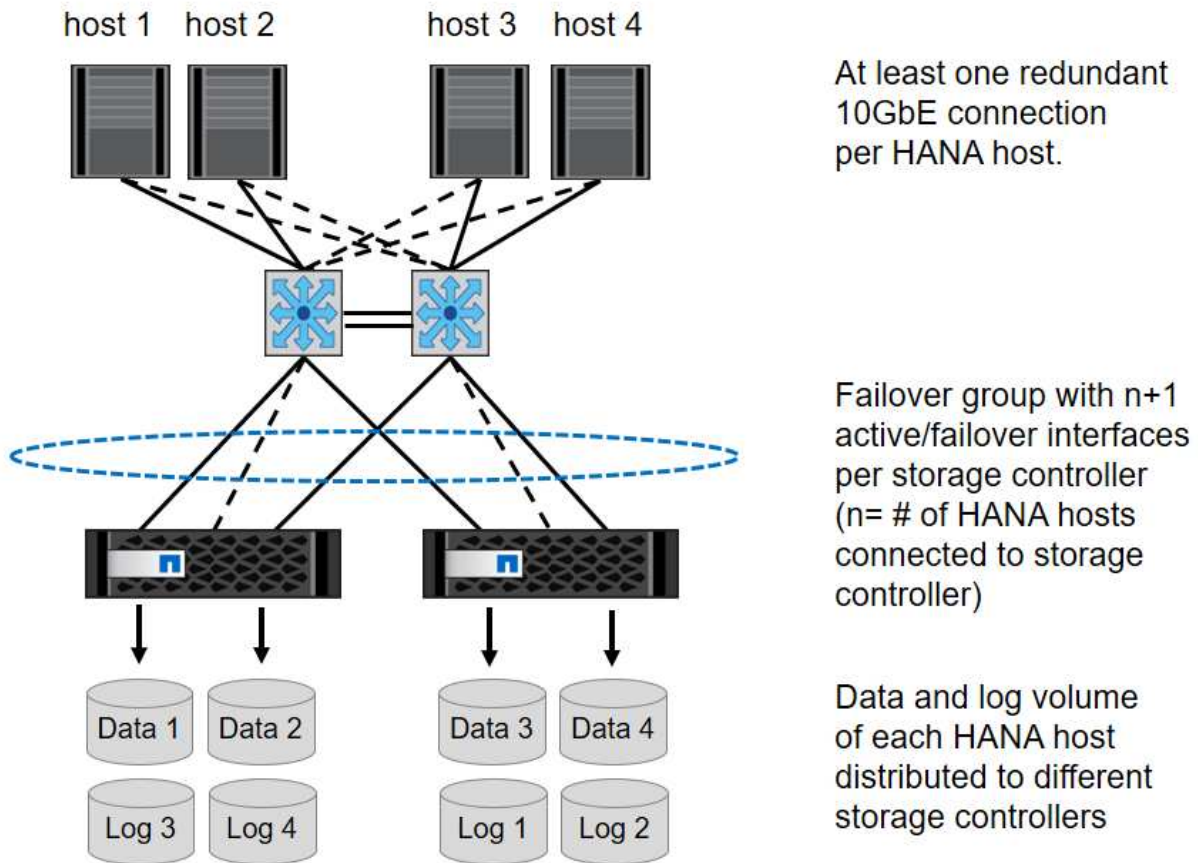 host 1 host 2 host 3 host 4
At least one redundant
10GbE connection
per HANA host.
Failover group with n+1
active/failover interfaces
per storage controller
(n= # of HANA hosts
connected to storage
controller)
Data 1 Data 2 Data 3 Data 4
Log 3 Log 4 Log 1 Log 2
Data and log volume
of each HANA host
distributed to different
storage controllers